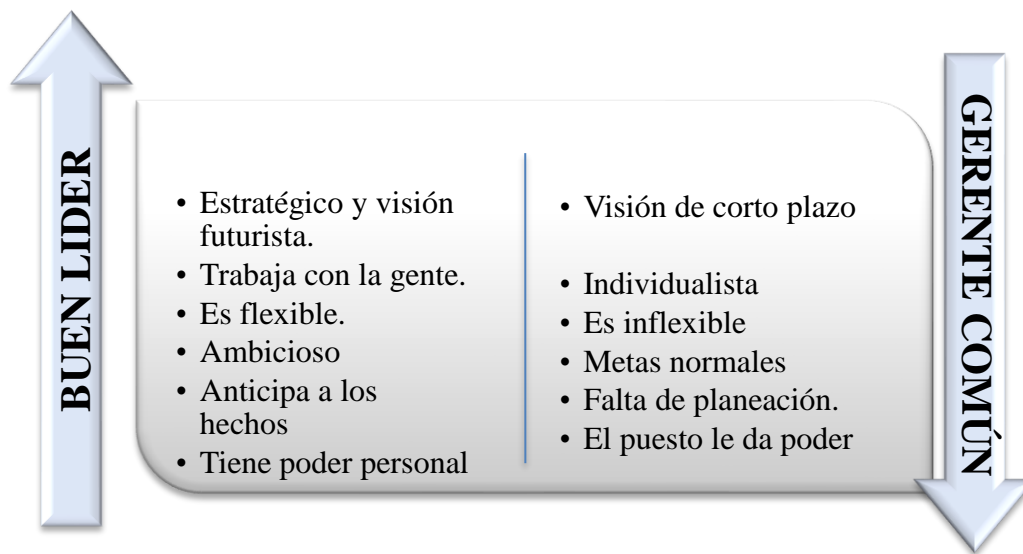 BUEN LIDER
• Estratégico y visión
futurista.
• Trabaja con la gente.
• Es flexible.
• Ambicioso
• Anticipa a los
hechos
• Tiene poder personal
• Visión de corto plazo
• Individualista
• Es inflexible
• Metas normales
• Falta de planeación.
• El puesto le da poder
GERENTE COMÚN